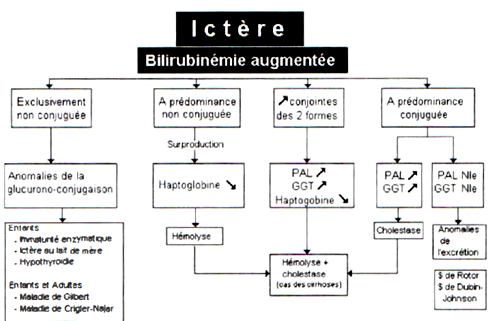 Ictère
Bilirubinémie augmentée
Exclusivement
non conjuguée
A prédominance
non conjuguée
↗ conjointes
des 2 formes
A prédominance
conjuguée
Surproduction
Anomalies de la
glucurono-conjugaison
Haptoglobine ↘
PAL ↗
GGT ↗
Haptogobine ↘
PAL ↗
GGT ↗
PAL Nle
GGT Nle
Enfants
- Immaturité enzymatique
- Ictère au lait de mère
- Hypothyroïdie
Enfants et Adultes
- Maladie de Gilbert
- Maladie de Crigler-Najar
Hémolyse
Cholestase
Anomalies
de
l'excrétion
Hémolyse +
cholestase
(cas des cirrhoses)
$ de Rotor
$ de Dubin-
Johnson